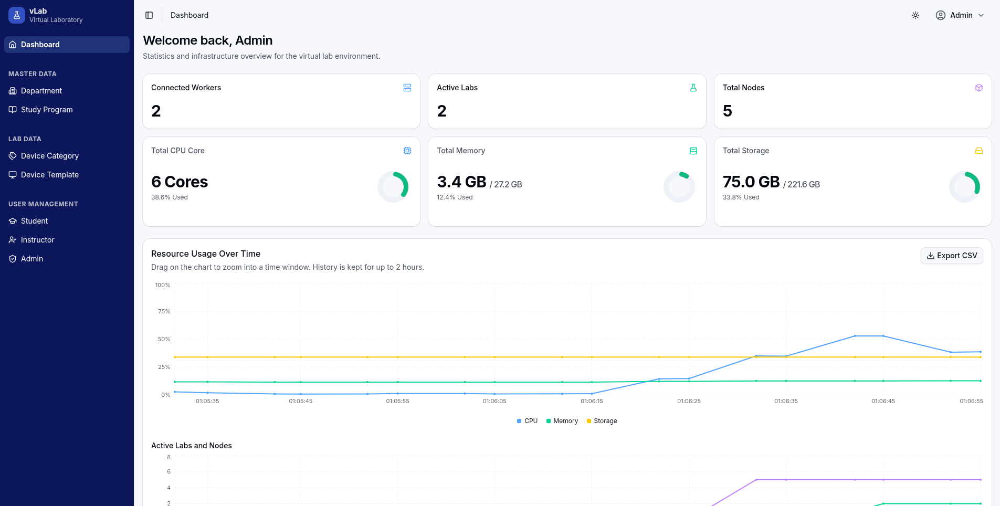 vLab
Virtual Laboratory
Dashboard
MASTER DATA
Department
Study Program
LAB DATA
Device Category
Device Template
USER MANAGEMENT
Student
Instructor
Admin
Dashboard
Admin
Welcome back, Admin
Statistics and infrastructure overview for the virtual lab environment.
Connected Workers
2
Active Labs
2
Total Nodes
5
Total CPU Core
6 Cores
38.6% Used
Total Memory
3.4 GB / 27.2 GB
12.4% Used
Total Storage
75.0 GB / 221.6 GB
33.8% Used
Resource Usage Over Time
Drag on the chart to zoom into a time window. History is kept for up to 2 hours.
Export CSV
100%
75%
50%
25%
0%
01:05:35 01:05:45 01:05:55 01:06:05 01:06:15 01:06:25 01:06:35 01:06:45 01:06:55
CPU Memory Storage
Active Labs and Nodes
8
6
4
2